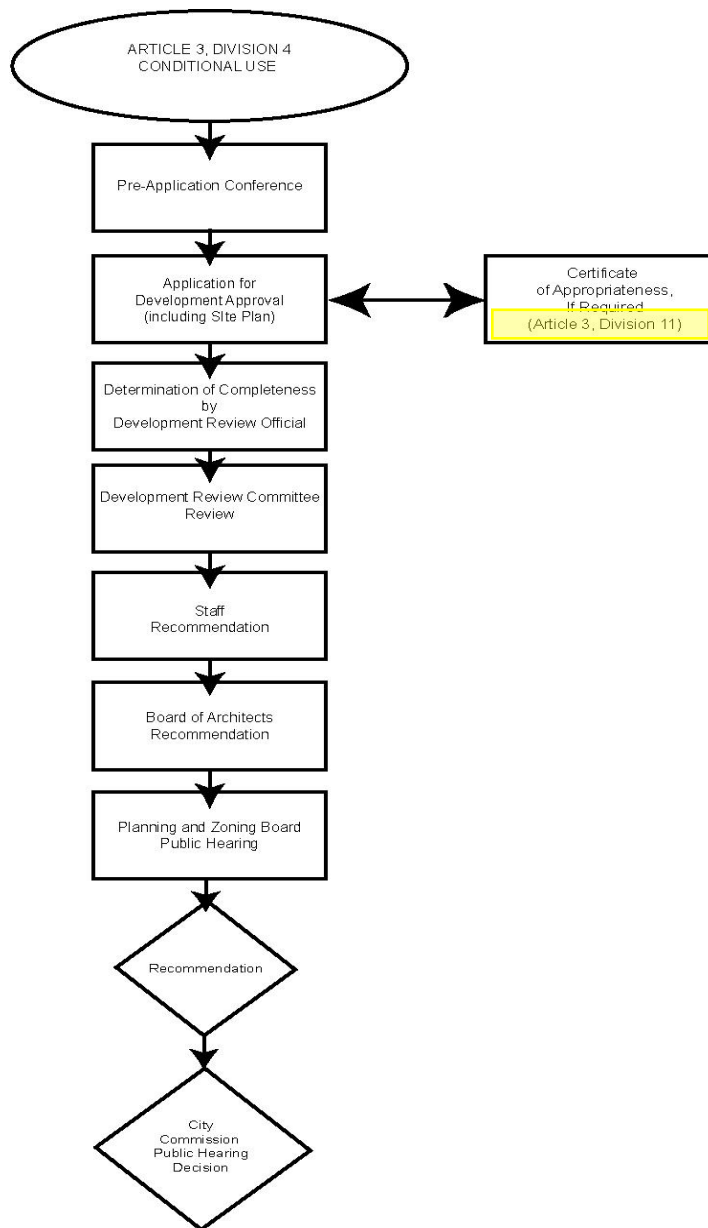 ARTICLE 3, DIVISION 4
CONDITIONAL USE
Pre-Application Conference
Application for
Development Approval
(including SIte Plan)
Certificate
of Appropriateness,
If Required
(Article 3, Division 11)
Determination of Completeness
by
Development Review Official
Development Review Committee
Review
Staff
Recommendation
Board of Architects
Recommendation
Planning and Zoning Board
Public Hearing
Recommendation
City
Commission
Public Hearing
Decision